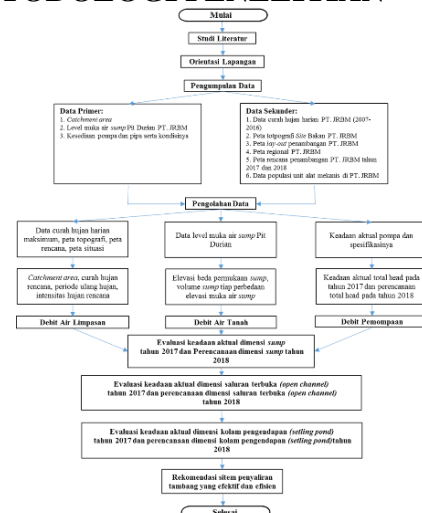 TODOLOGI PENELITIAN
Mulai
Studi Literatur
Orientasi Lapangan
Pengumpulan Data
Data Primer:
1. Catchment area
2. Level muka air sump Pit Durian PT. JRBM
3. Kesediaan pompa dan pipa serta kondisinya
Data Sekunder:
1. Data curah hujan harian PT. JRBM (2007-
2016)
2. Peta topografi Site Bakan PT. JRBM
3. Peta lay-out penambangan PT. JRBM
4. Peta regional PT. JRBM
5. Peta rencana penambangan PT. JRBM tahun
2017 dan 2018
6. Data populasi unit alat mekanis di PT. JRBM
Pengolahan Data
Data curah hujan harian
maksimum, peta topografi, peta
rencana, peta situasi
Data level muka air sump Pit
Durian
Keadaan aktual pompa dan
spesifikasinya
Catchment area, curah hujan
rencana, periode ulang hujan,
intensitas hujan rencana
Elevasi beda permukaan sump,
volume sump tiap perbedaan
elevasi muka air sump
Keadaan aktual total head pada
tahun 2017 dan perencanaan
total head pada tahun 2018
Debit Air Limpasan
Debit Air Tanah
Debit Pemompaan
Evaluasi keadaan aktual dimensi sump
tahun 2017 dan Perencanaan dimensi sump tahun
2018
Evaluasi keadaan aktual dimensi saluran terbuka (open channel)
tahun 2017 dan perencanaan dimensi saluran terbuka (open channel)
tahun 2018
Evaluasi keadaan aktual dimensi kolam pengendapan (setling pond)
tahun 2017 dan perencanaan dimensi kolam pengendapan (setling pond)tahun
2018
Rekomendasi sitem penyaliran
tambang yang efektif dan efisien
Selesai